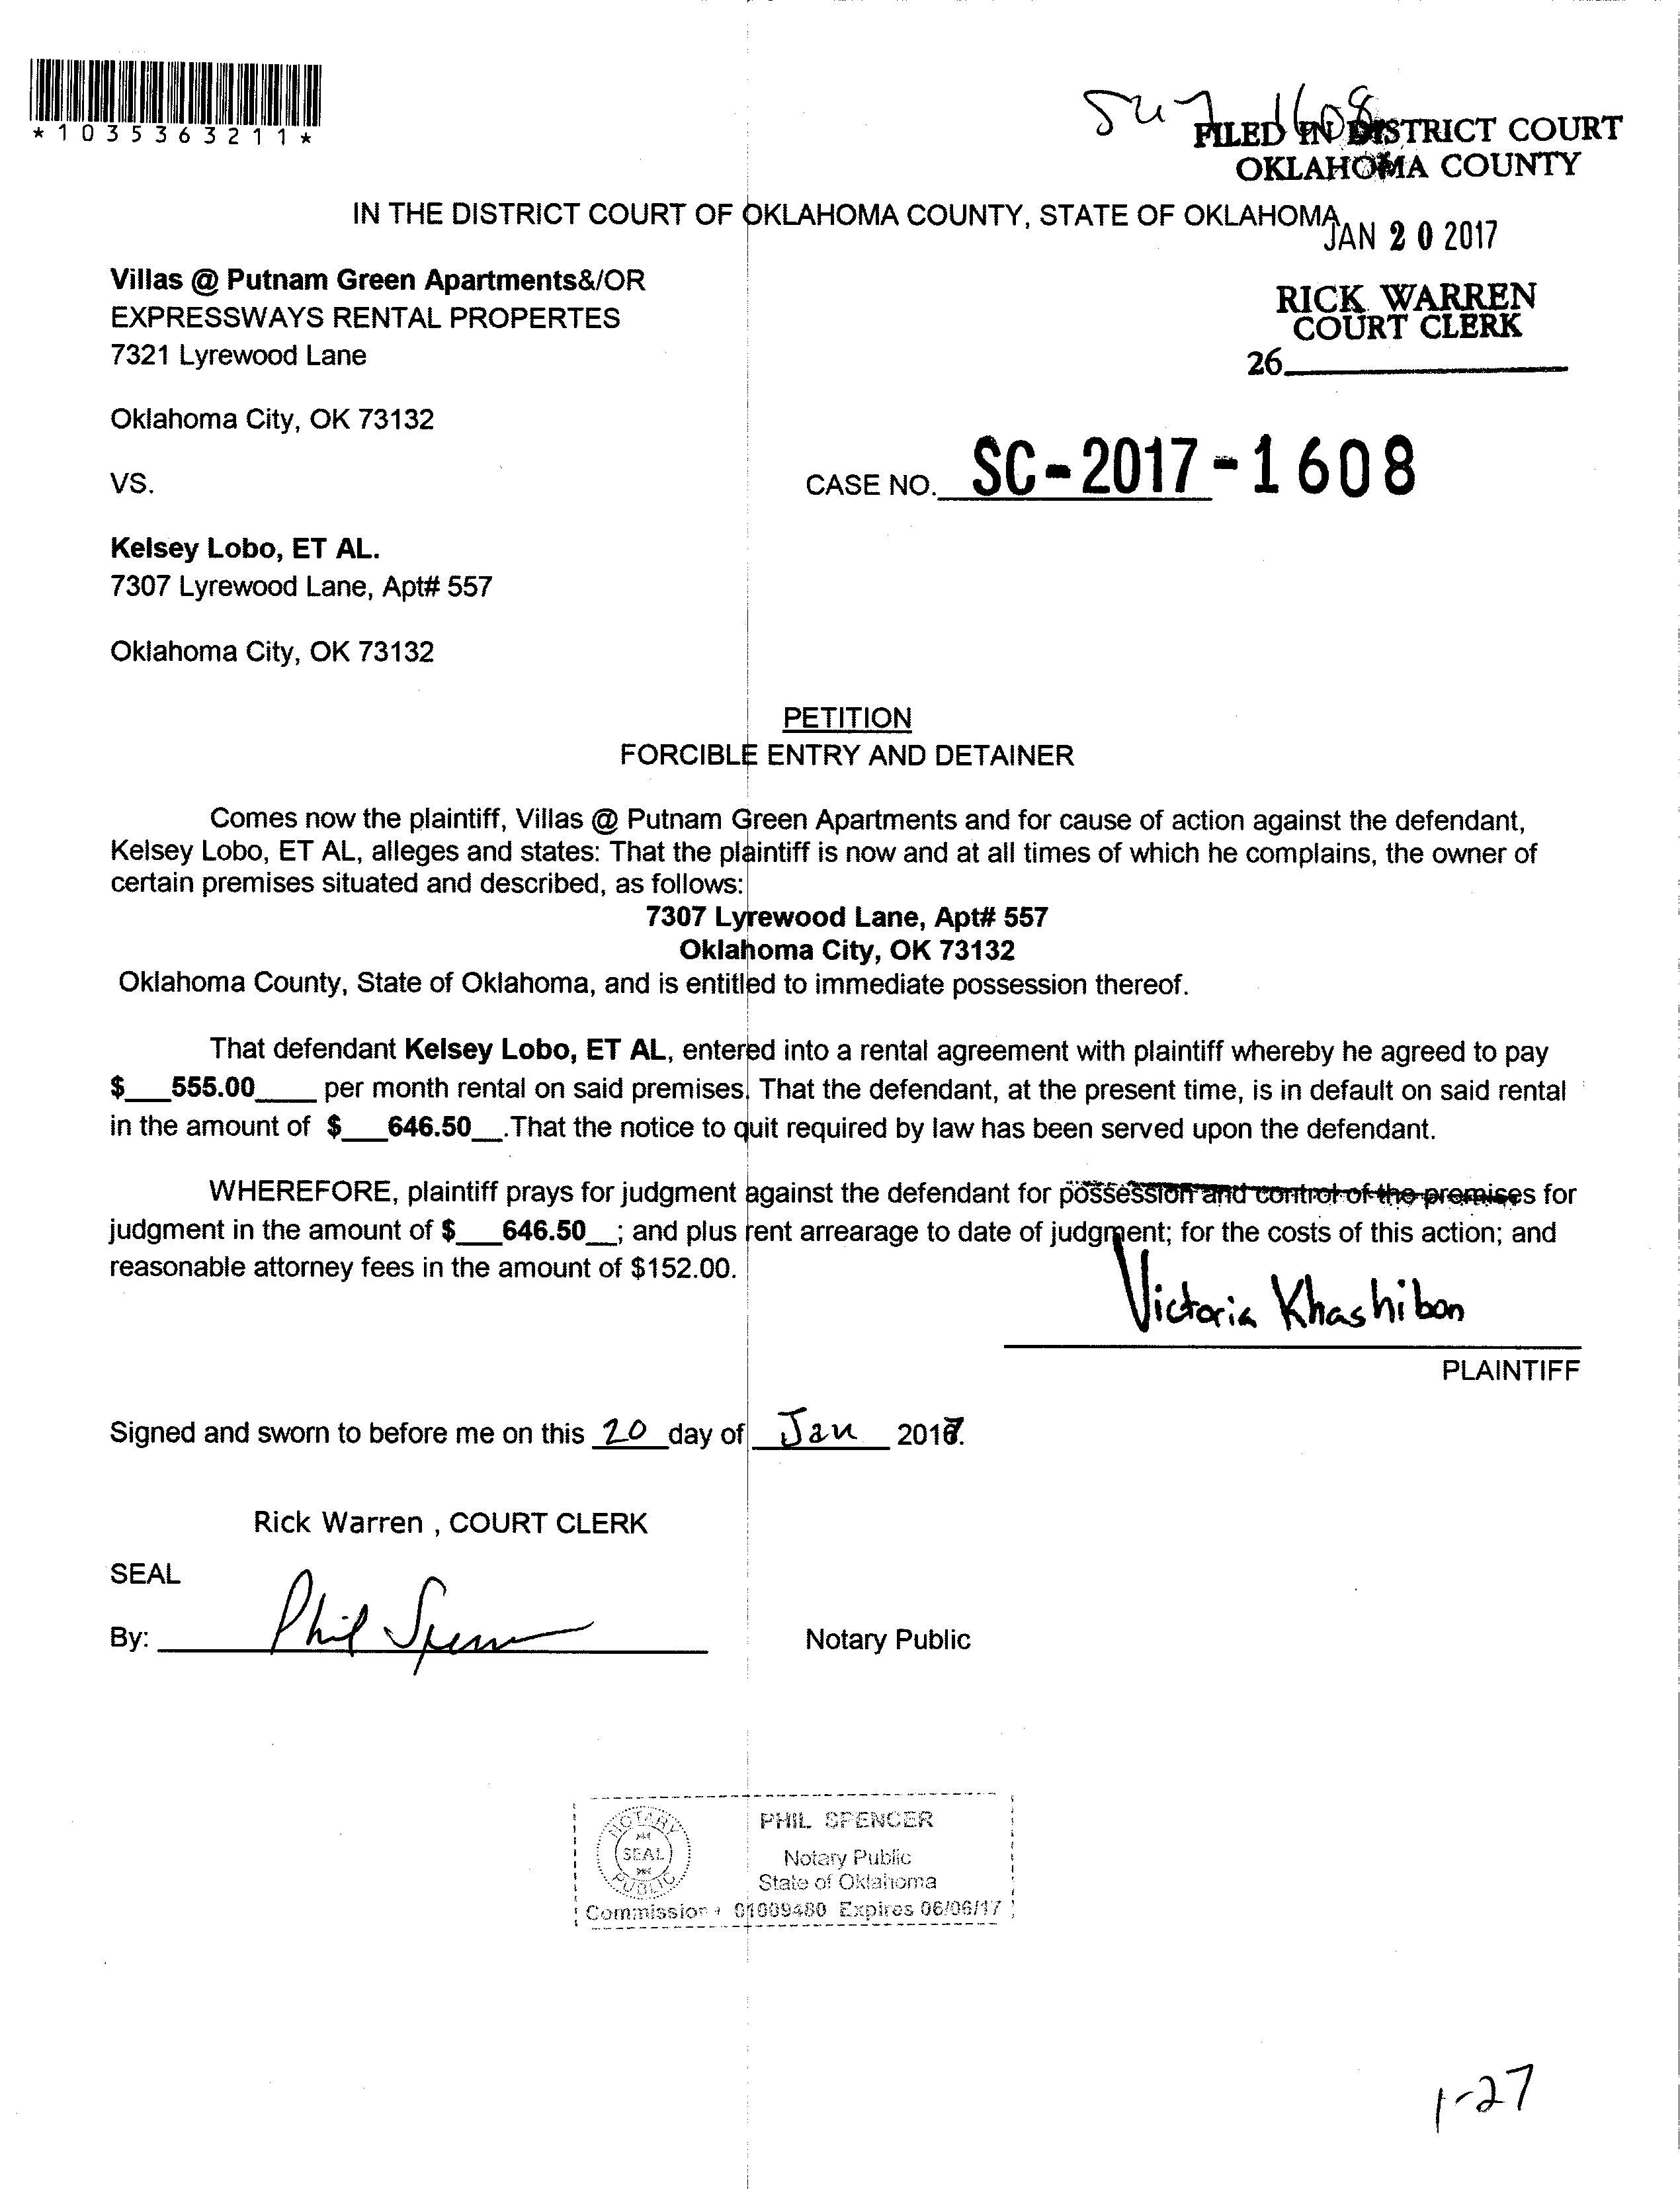 *1035363211*
1608
FILED IN DISTRICT COURT
OKLAHOMA COUNTY
IN THE DISTRICT COURT OF OKLAHOMA COUNTY, STATE OF OKLAHOMA
JAN 20 2017
Villas @ Putnam Green Apartments&/OR
EXPRESSWAYS RENTAL PROPERTES
7321 Lyrewood Lane
RICK WARREN
COURT CLERK
26
Oklahoma City, OK 73132
VS.
CASE NO. SC-2017-1608
Kelsey Lobo, ET AL.
7307 Lyrewood Lane, Apt# 557
Oklahoma City, OK 73132
PETITION
FORCIBLE ENTRY AND DETAINER
Comes now the plaintiff, Villas @ Putnam Green Apartments and for cause of action against the defendant,
Kelsey Lobo, ET AL, alleges and states: That the plaintiff is now and at all times of which he complains, the owner of
certain premises situated and described, as follows:
7307 Lyrewood Lane, Apt# 557
Oklahoma City, OK 73132
Oklahoma County, State of Oklahoma, and is entitled to immediate possession thereof.
That defendant Kelsey Lobo, ET AL, entered into a rental agreement with plaintiff whereby he agreed to pay
$___555.00____ per month rental on said premises. That the defendant, at the present time, is in default on said rental
in the amount of $___646.50__.That the notice to quit required by law has been served upon the defendant.
WHEREFORE, plaintiff prays for judgment against the defendant for possession and control of the premises for
judgment in the amount of $___646.50__; and plus rent arrearage to date of judgment; for the costs of this action; and
reasonable attorney fees in the amount of $152.00.
Victoria Khashibon
PLAINTIFF
Signed and sworn to before me on this 20 day of Jan 2017.
Rick Warren , COURT CLERK
SEAL
By: Phil Spencer
Notary Public
NOTARY PUBLIC
SEAL
PHIL SPENCER
Notary Public
State of Oklahoma
Commission # 01009480 Expires 06/06/17
1-27